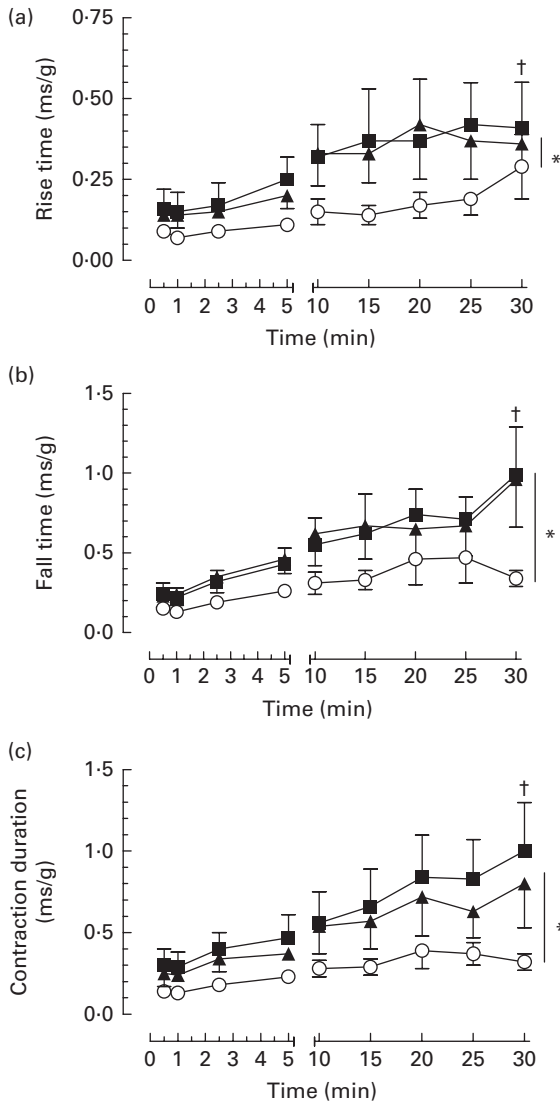 (a)
0·75
0·50
0·25
0·00
Rise time (ms/g)
†
*
0 1 2 3 4 5 10 15 20 25 30
Time (min)
(b)
1·5
1·0
0·5
0·0
Fall time (ms/g)
†
*
0 1 2 3 4 5 10 15 20 25 30
Time (min)
(c)
1·5
1·0
0·5
0·0
Contraction duration
(ms/g)
†
*
0 1 2 3 4 5 10 15 20 25 30
Time (min)